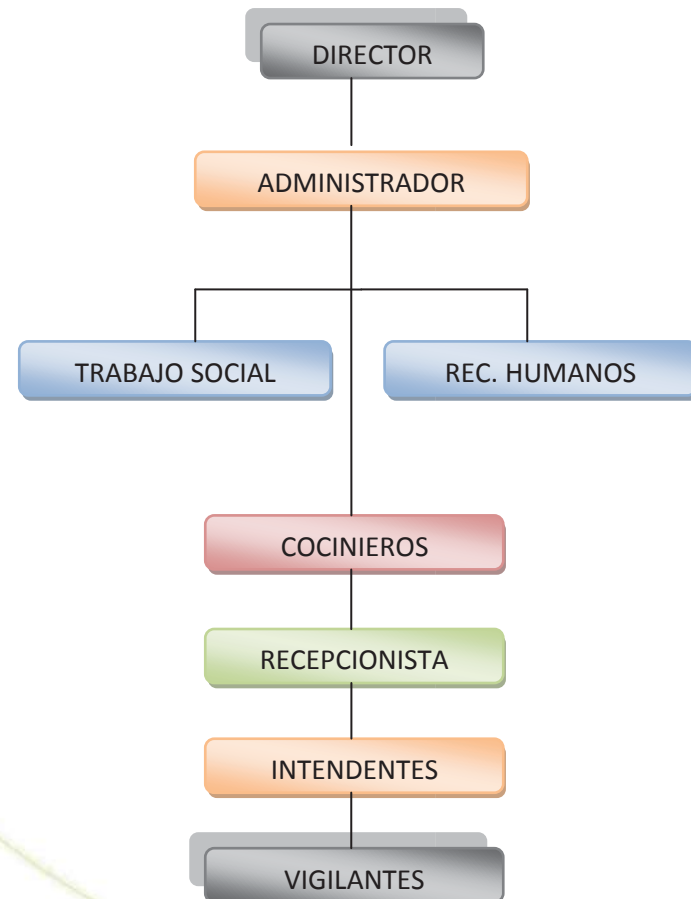 DIRECTOR
ADMINISTRADOR
TRABAJO SOCIAL
REC. HUMANOS
COCINIEROS
RECEPCIONISTA
INTENDENTES
VIGILANTES